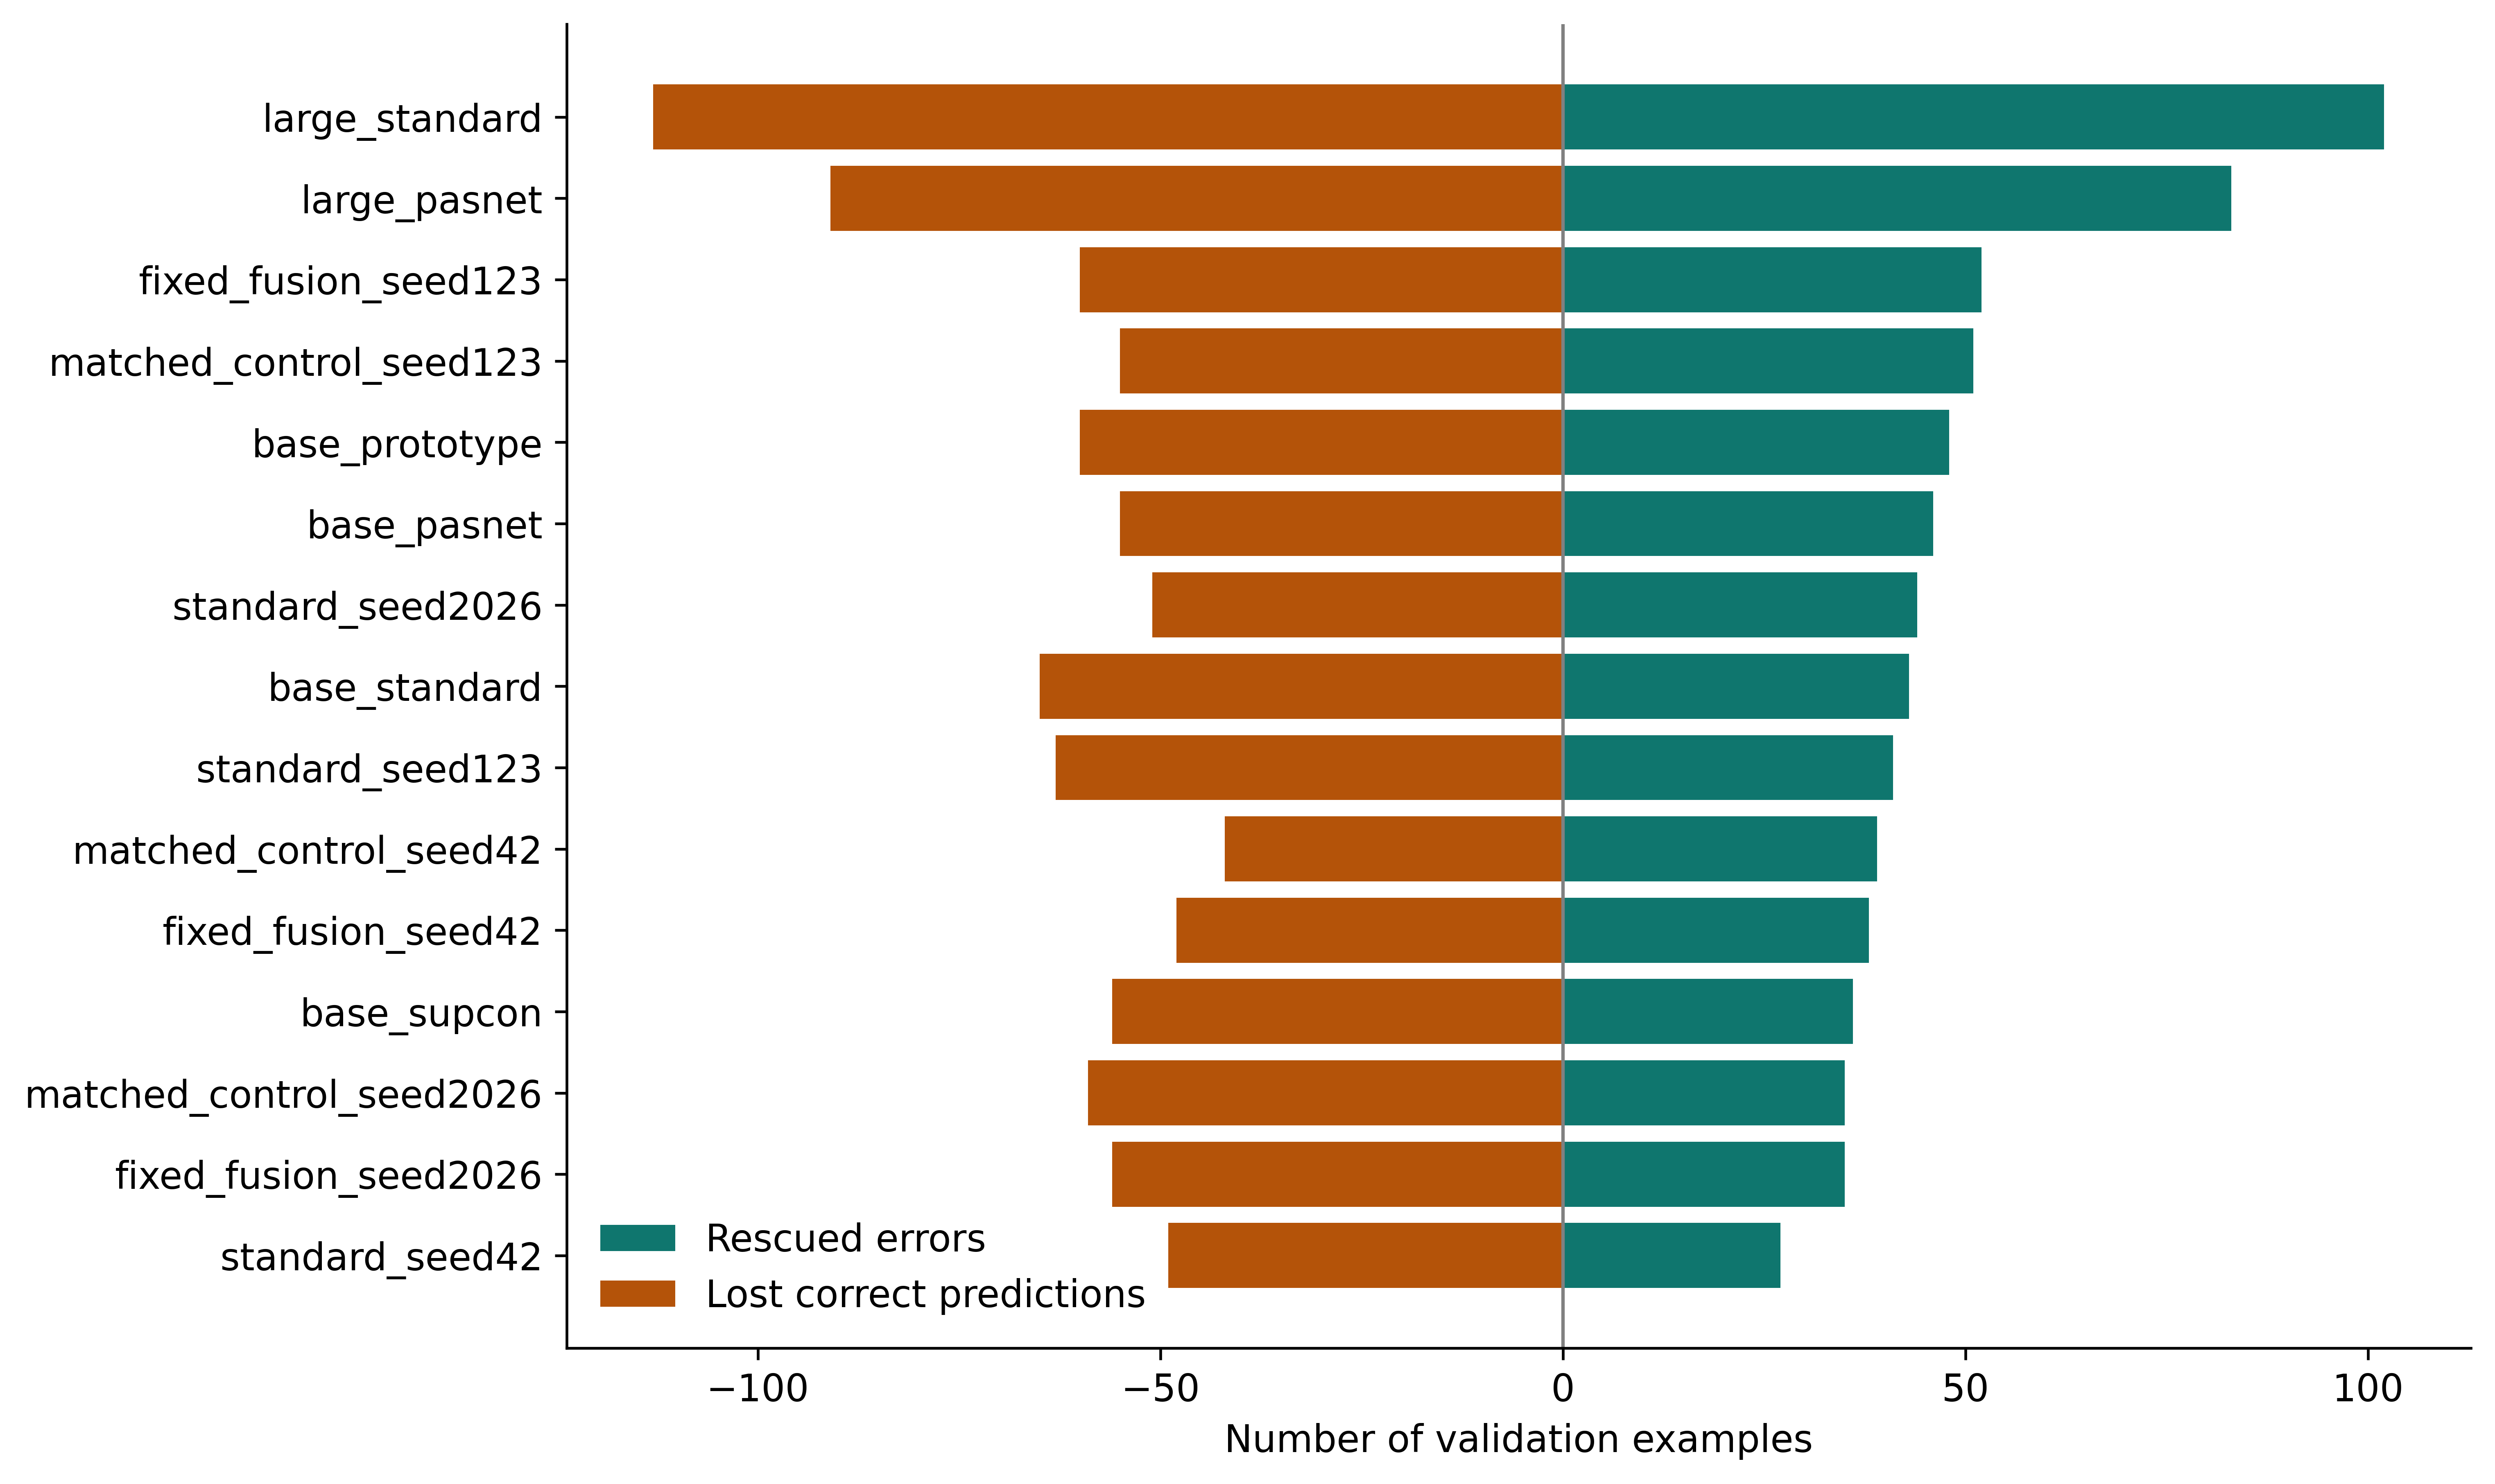 large_standard
large_pasnet
fixed_fusion_seed123
matched_control_seed123
base_prototype
base_pasnet
standard_seed2026
base_standard
standard_seed123
matched_control_seed42
fixed_fusion_seed42
base_supcon
matched_control_seed2026
fixed_fusion_seed2026
standard_seed42
Rescued errors
Lost correct predictions
−100 −50 0 50 100
Number of validation examples